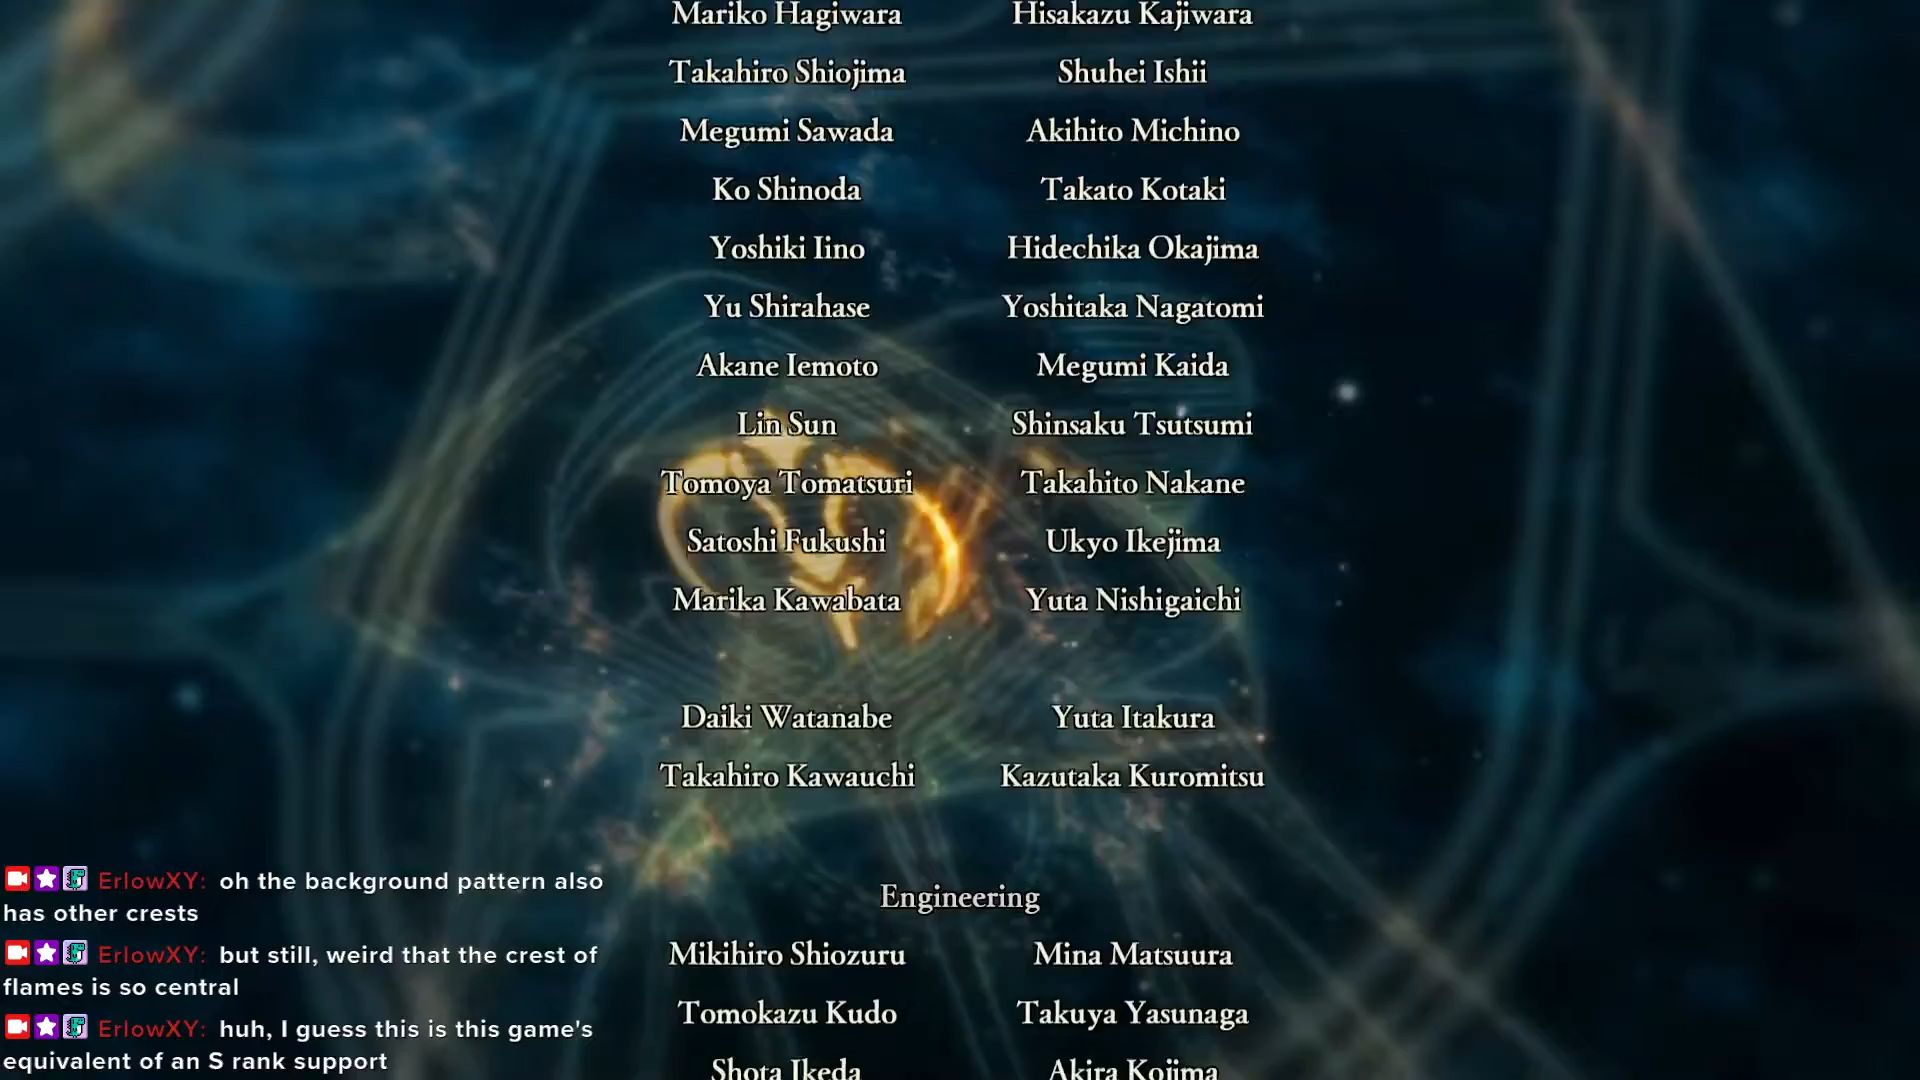 Mariko Hagiwara Hisakazu Kajiwara
Takahiro Shiojima Shuhei Ishii
Megumi Sawada Akihito Michino
Ko Shinoda Takato Kotaki
Yoshiki Iino Hidechika Okajima
Yu Shirahase Yoshitaka Nagatomi
Akane Iemoto Megumi Kaida
Lin Sun Shinsaku Tsutsumi
Tomoya Tomatsuri Takahito Nakane
Satoshi Fukushi Ukyo Ikejima
Marika Kawabata Yuta Nishigaichi
Daiki Watanabe Yuta Itakura
Takahiro Kawauchi Kazutaka Kuromitsu
Engineering
Mikihiro Shiozuru Mina Matsuura
Tomokazu Kudo Takuya Yasunaga
Shota Ikeda Akira Kojima
ErlowXY: oh the background pattern also
has other crests
ErlowXY: but still, weird that the crest of
flames is so central
ErlowXY: huh, I guess this is this game's
equivalent of an S rank support